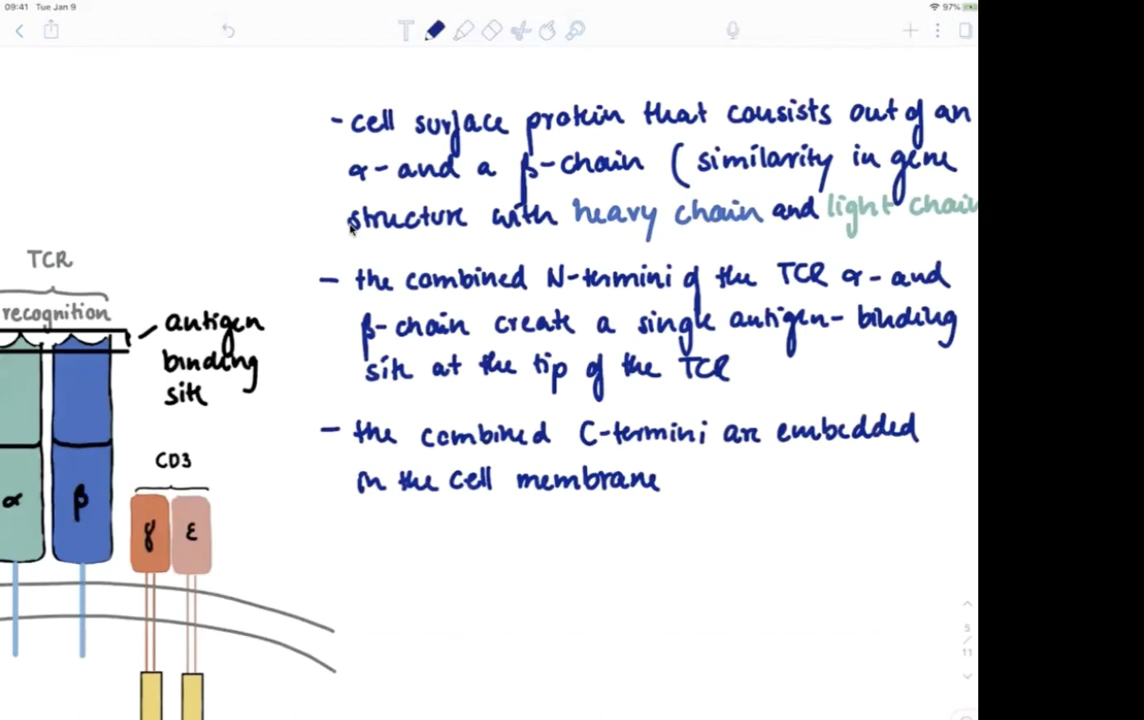 09:41 Tue Jan 9
97%
- cell surface protein that consists out of an
α- and a β-chain (similarity in gene
structure with heavy chain and light chain
- the combined N-termini of the TCR α- and
β-chain create a single antigen-binding
site at the tip of the TCR
- the combined C-termini are embedded
in the cell membrane
TCR
recognition
antigen
binding
site
CD3
α
β
γ
ε
5
/
11